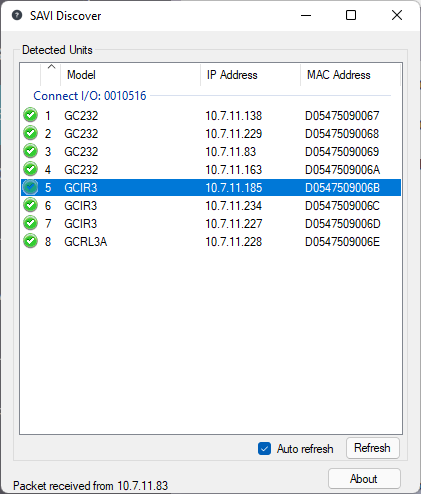 SAVI Discover
Detected Units
Model IP Address MAC Address
Connect I/O: 0010516
1 GC232 10.7.11.138 D05475090067
2 GC232 10.7.11.229 D05475090068
3 GC232 10.7.11.83 D05475090069
4 GC232 10.7.11.163 D0547509006A
5 GCIR3 10.7.11.185 D0547509006B
6 GCIR3 10.7.11.234 D0547509006C
7 GCIR3 10.7.11.227 D0547509006D
8 GCRL3A 10.7.11.228 D0547509006E
Auto refresh Refresh
About
Packet received from 10.7.11.83